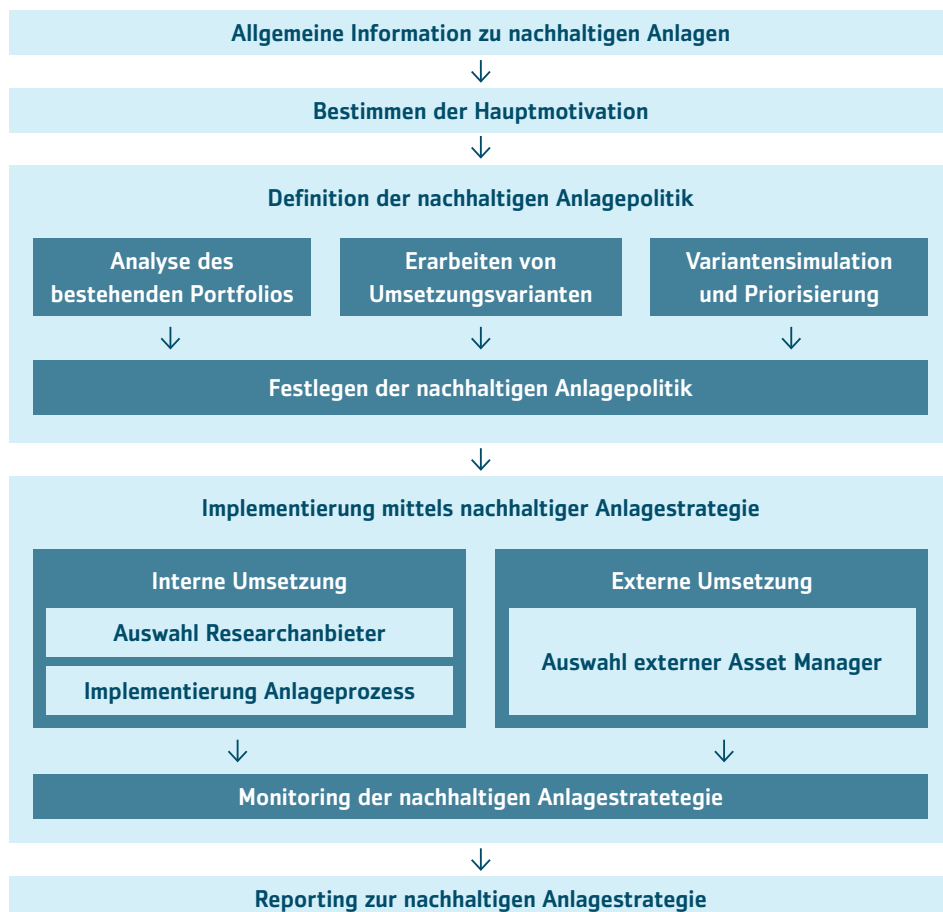 Allgemeine Information zu nachhaltigen Anlagen
Bestimmen der Hauptmotivation
Definition der nachhaltigen Anlagepolitik
Analyse des
bestehenden Portfolios
Erarbeiten von
Umsetzungsvarianten
Variantensimulation
und Priorisierung
Festlegen der nachhaltigen Anlagepolitik
Implementierung mittels nachhaltiger Anlagestrategie
Interne Umsetzung
Auswahl Researchanbieter
Implementierung Anlageprozess
Externe Umsetzung
Auswahl externer Asset Manager
Monitoring der nachhaltigen Anlagestratetegie
Reporting zur nachhaltigen Anlagestrategie